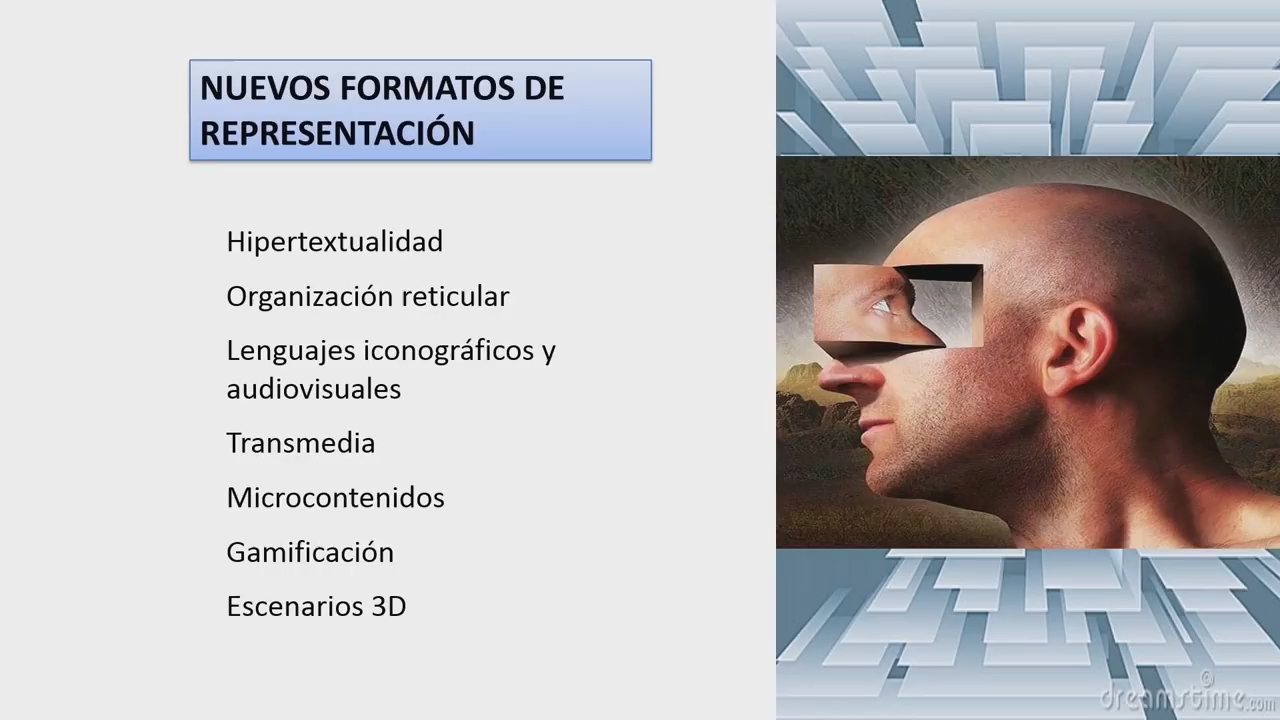 NUEVOS FORMATOS DE
REPRESENTACIÓN
Hipertextualidad
Organización reticular
Lenguajes iconográficos y
audiovisuales
Transmedia
Microcontenidos
Gamificación
Escenarios 3D
dreamstime.com